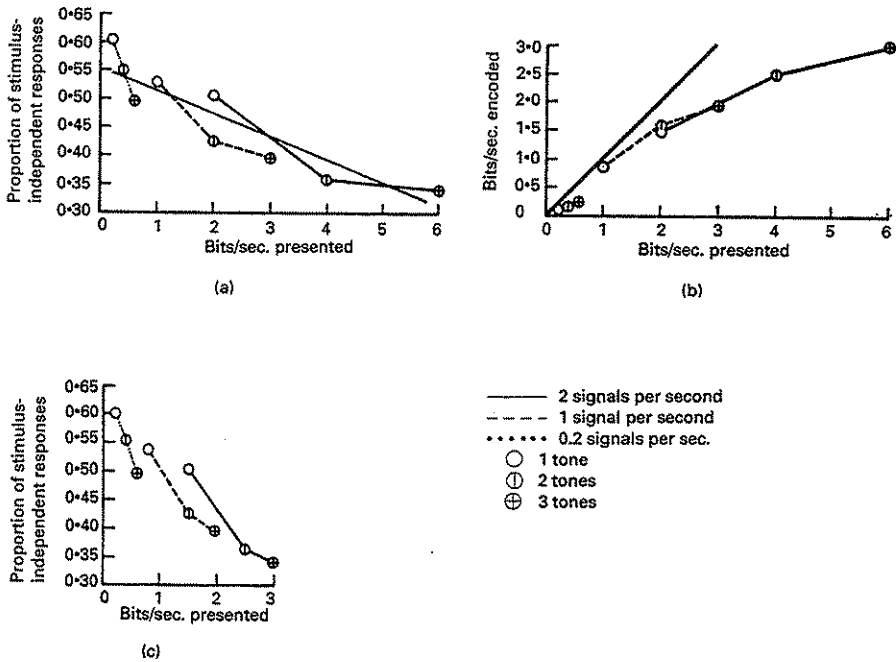 Proportion of stimulus-
independent responses
0·65
0·60
0·55
0·50
0·45
0·40
0·35
0·30
0 1 2 3 4 5 6
Bits/sec. presented
(a)
Bits/sec. encoded
3·0
2·5
2·0
1·5
1·0
0·5
0
0 1 2 3 4 5 6
Bits/sec. presented
(b)
Proportion of stimulus-
independent responses
0·65
0·60
0·55
0·50
0·45
0·40
0·35
0·30
0 1 2 3
Bits/sec. presented
(c)
2 signals per second
1 signal per second
0.2 signals per sec.
1 tone
2 tones
3 tones